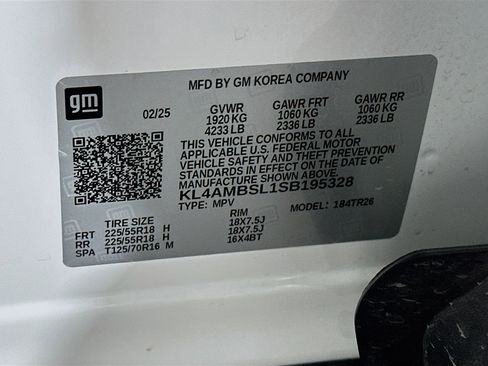 gm
MFD BY GM KOREA COMPANY
02/25 GVWR GAWR FRT GAWR RR
1920 KG 1060 KG 1060 KG
4233 LB 2336 LB 2336 LB
THIS VEHICLE CONFORMS TO ALL
APPLICABLE U.S. FEDERAL MOTOR
VEHICLE SAFETY AND THEFT PREVENTION
STANDARDS IN EFFECT ON THE DATE OF
MANUFACTURE SHOWN ABOVE.
KL4AMBSL1SB195328
TYPE: MPV MODEL: 184TR26
TIRE SIZE RIM
FRT 225/55R18 H 18X7.5J
RR 225/55R18 H 18X7.5J
SPA T125/70R16 M 16X4BT